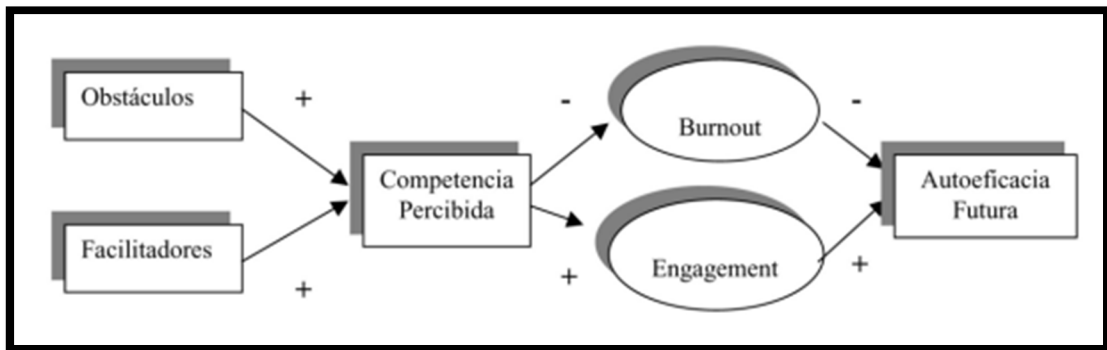 Obstáculos
+
-
Burnout
-
Competencia
Percibida
Autoeficacia
Futura
Facilitadores
+
+
Engagement
+